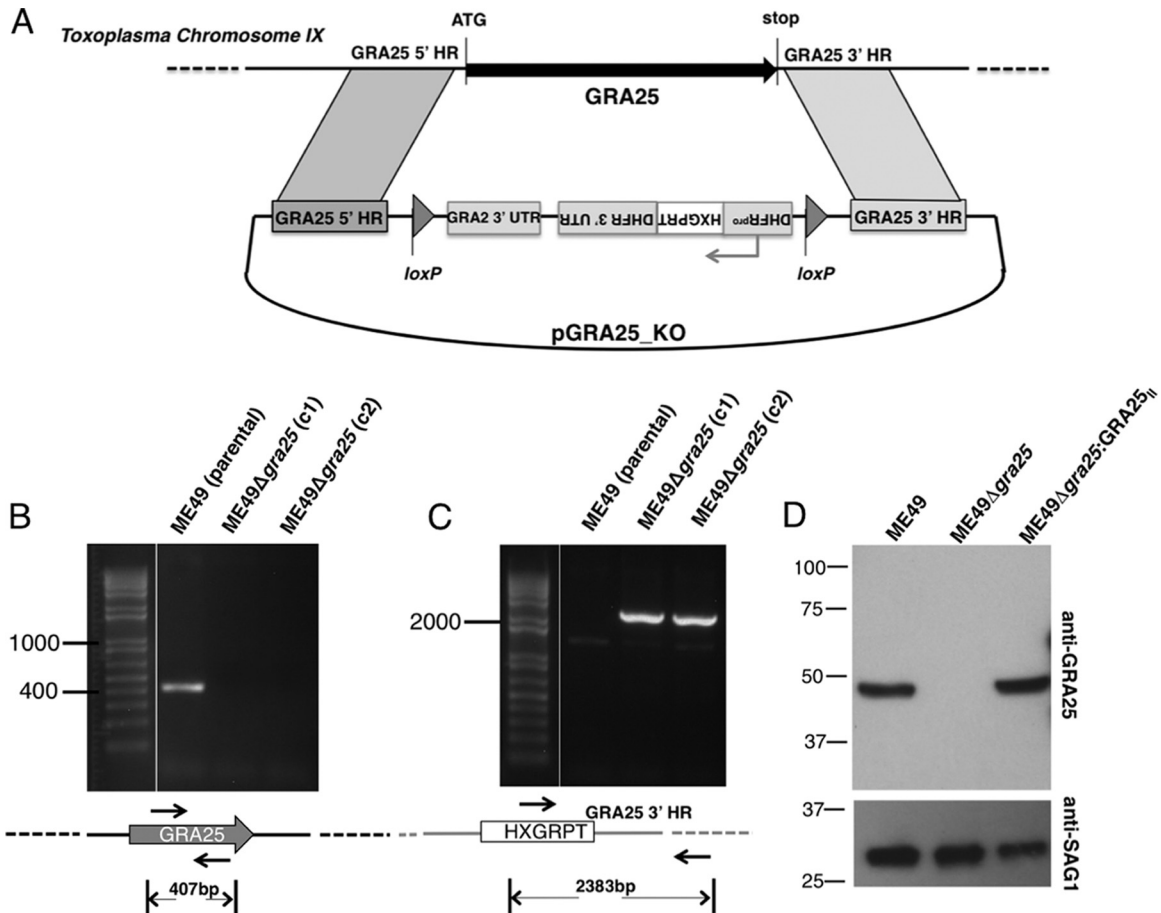 A
Toxoplasma Chromosome IX
ATG
stop
GRA25 5’ HR
GRA25 3’ HR
GRA25
GRA25 5’ HR
GRA2 3’ UTR
DHFR 3’ UTR
HXGPRT
DHFRpro
GRA25 3’ HR
loxP
loxP
pGRA25_KO
B
ME49 (parental)
ME49Δgra25 (c1)
ME49Δgra25 (c2)
1000
400
GRA25
407bp
C
ME49 (parental)
ME49Δgra25 (c1)
ME49Δgra25 (c2)
2000
GRA25 3’ HR
HXGRPT
2383bp
D
ME49
ME49Δgra25
ME49Δgra25:GRA25II
100
75
50
37
anti-GRA25
37
25
anti-SAG1